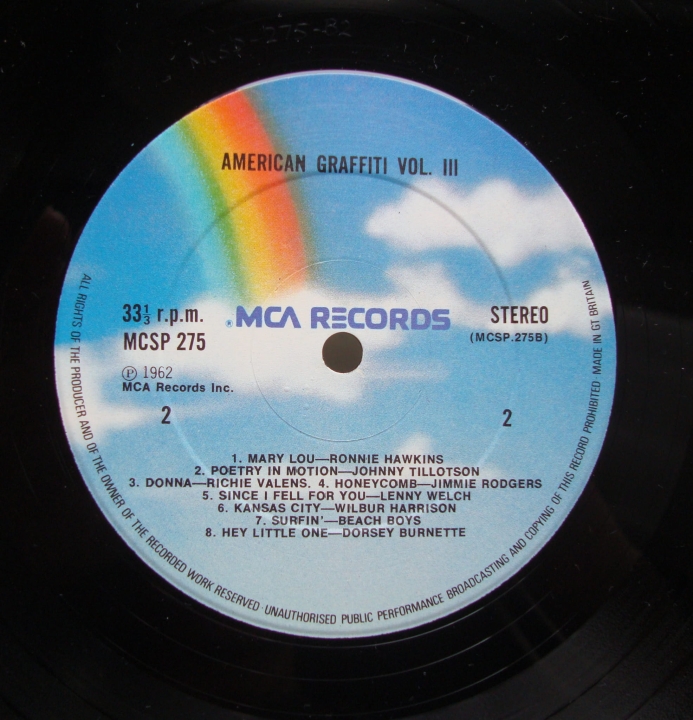 AMERICAN GRAFFITI VOL. III
33⅓ r.p.m.
MCSP 275
MCA RECORDS
STEREO
(MCSP.275B)
Ⓟ 1962
MCA Records Inc.
2
2
1. MARY LOU—RONNIE HAWKINS
2. POETRY IN MOTION—JOHNNY TILLOTSON
3. DONNA—RICHIE VALENS. 4. HONEYCOMB—JIMMIE RODGERS
5. SINCE I FELL FOR YOU—LENNY WELCH
6. KANSAS CITY—WILBUR HARRISON
7. SURFIN'—BEACH BOYS
8. HEY LITTLE ONE—DORSEY BURNETTE
ALL RIGHTS OF THE PRODUCER AND OF THE OWNER OF THE RECORDED WORK RESERVED · UNAUTHORISED PUBLIC PERFORMANCE BROADCASTING AND COPYING OF THIS RECORD PROHIBITED MADE IN GT BRITAIN